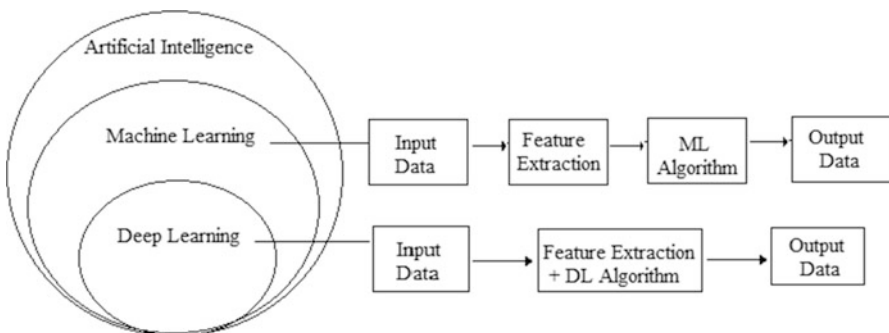 Artificial Intelligence
Machine Learning
Input
Data
Feature
Extraction
ML
Algorithm
Output
Data
Deep Learning
Input
Data
Feature Extraction
+ DL Algorithm
Output
Data